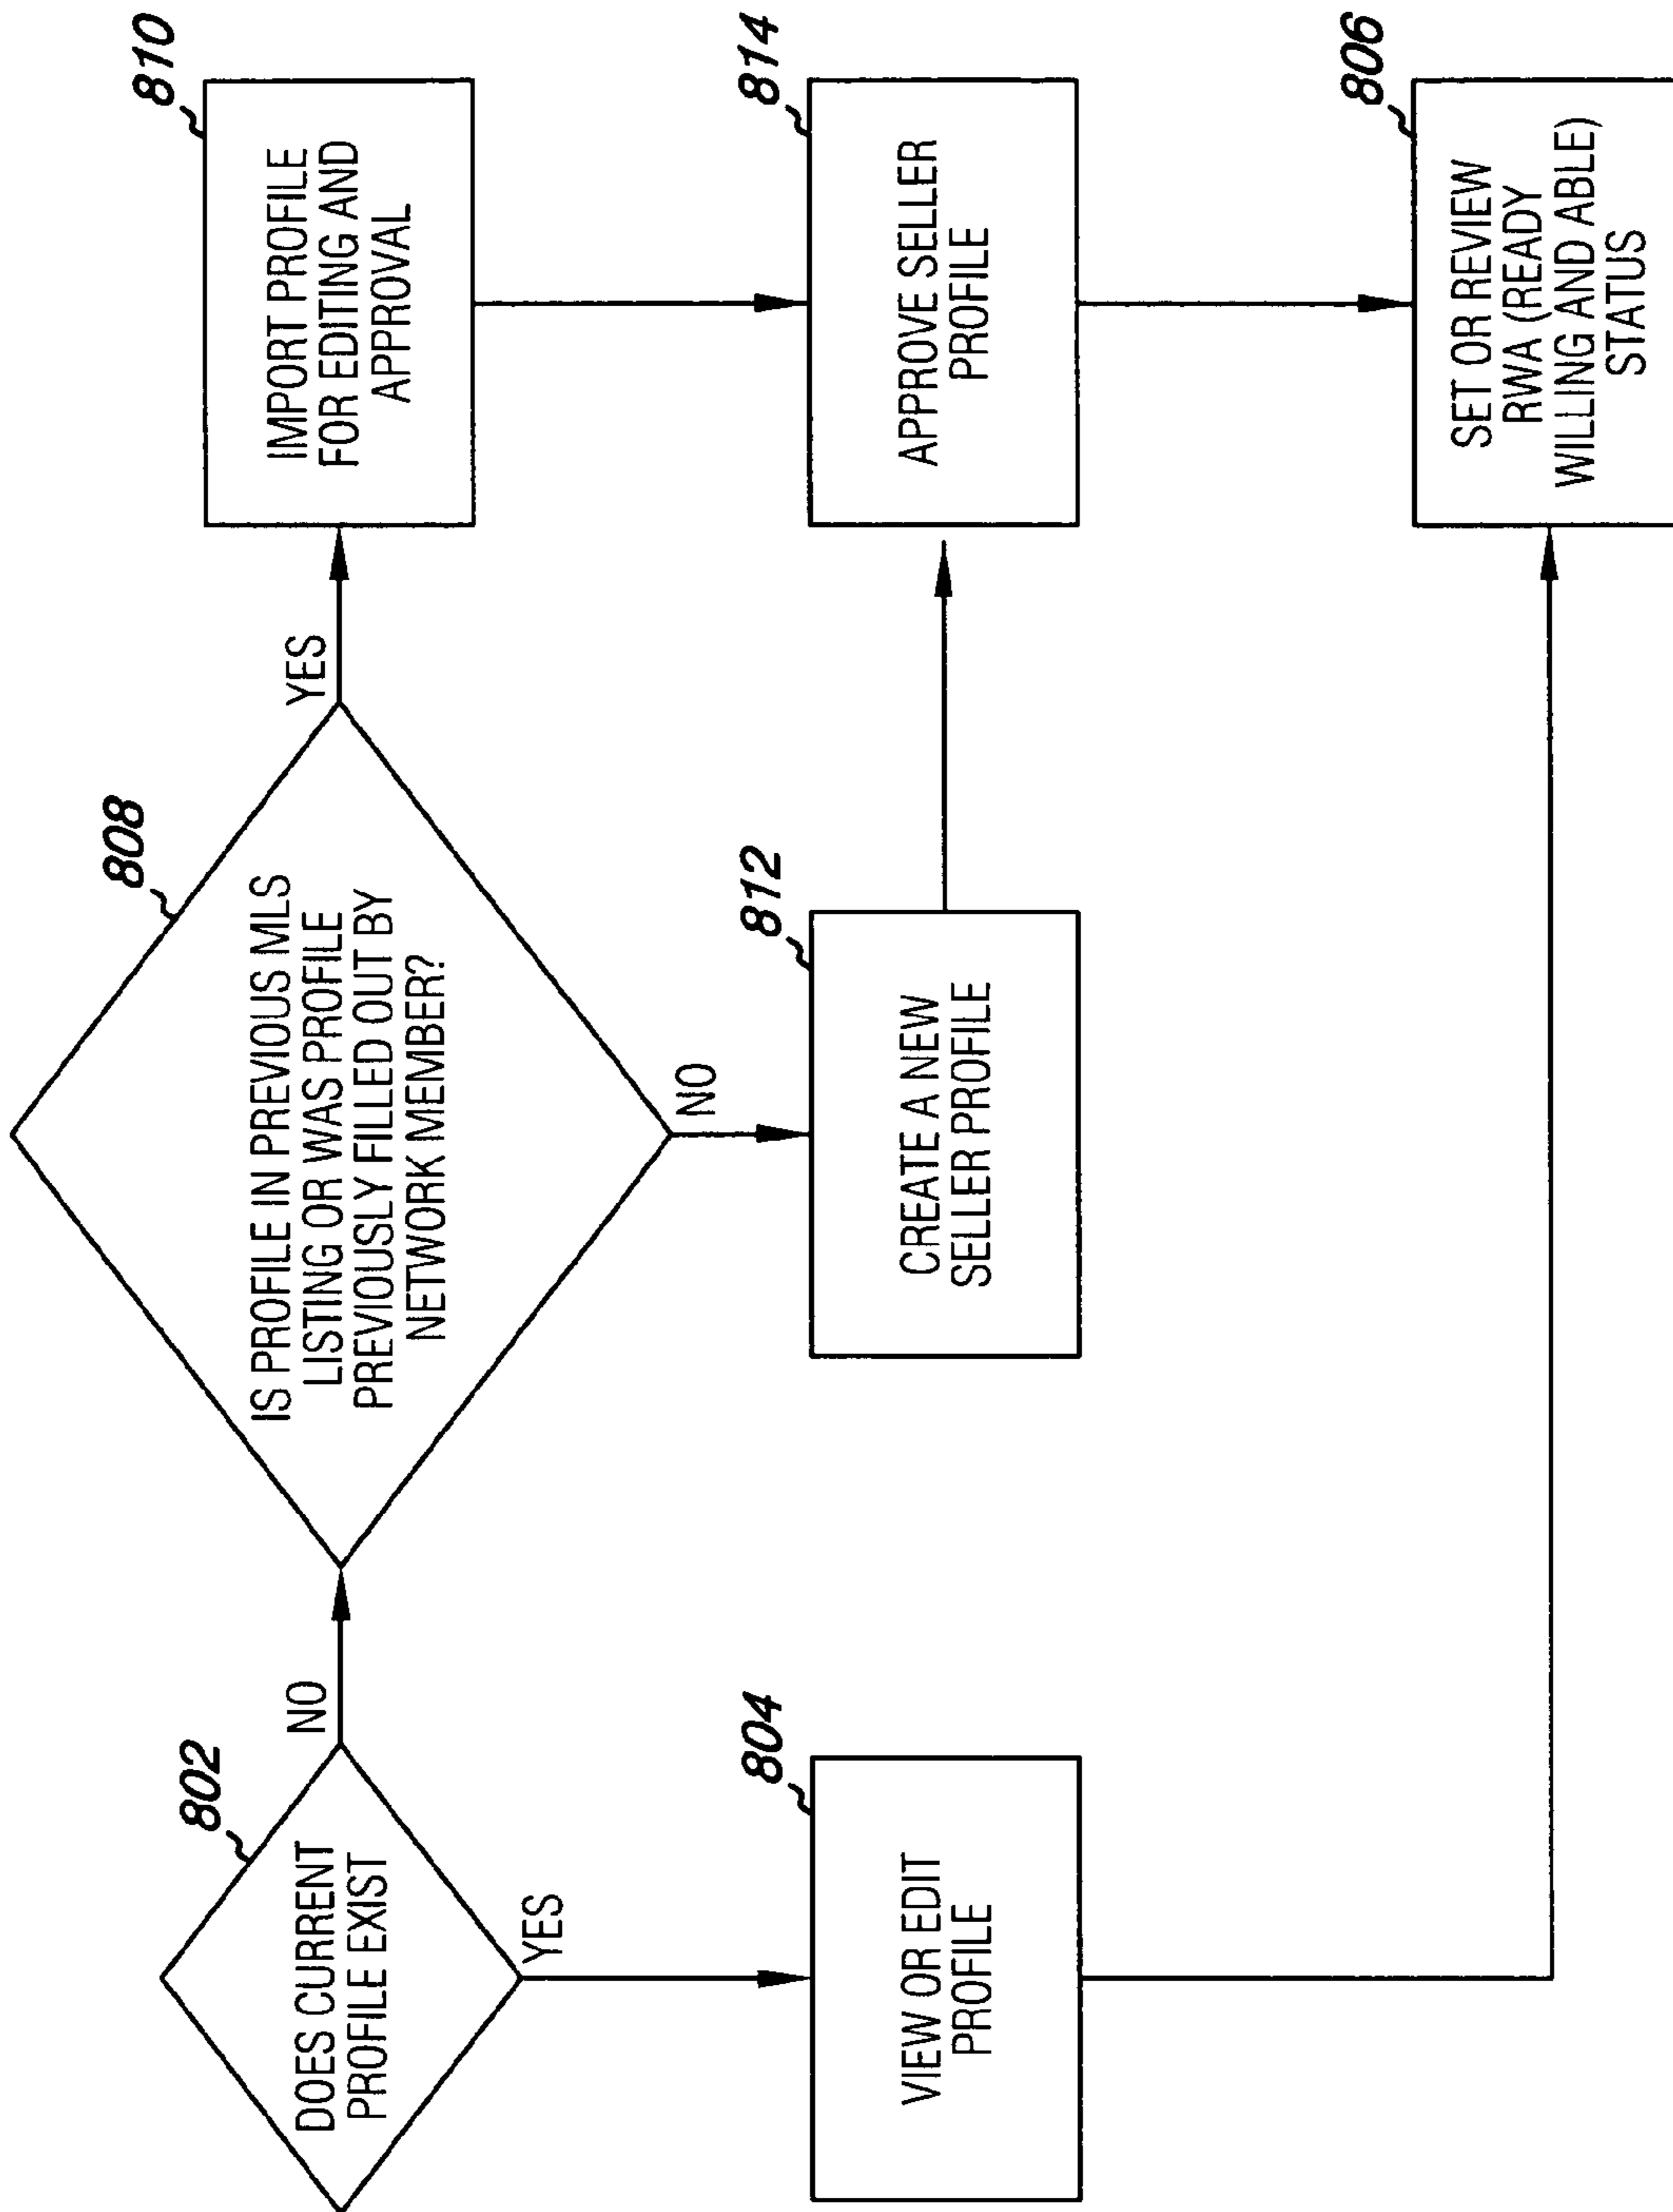 802
DOES CURRENT
PROFILE EXIST
NO
YES
808
IS PROFILE IN PREVIOUS MLS
LISTING OR WAS PROFILE
PREVIOUSLY FILLED OUT BY
NETWORK MEMBER?
YES
NO
810
IMPORT PROFILE
FOR EDITING AND
APPROVAL
804
VIEW OR EDIT
PROFILE
812
CREATE A NEW
SELLER PROFILE
814
APPROVE SELLER
PROFILE
806
SET OR REVIEW
RWA (READY
WILLING AND ABLE)
STATUS